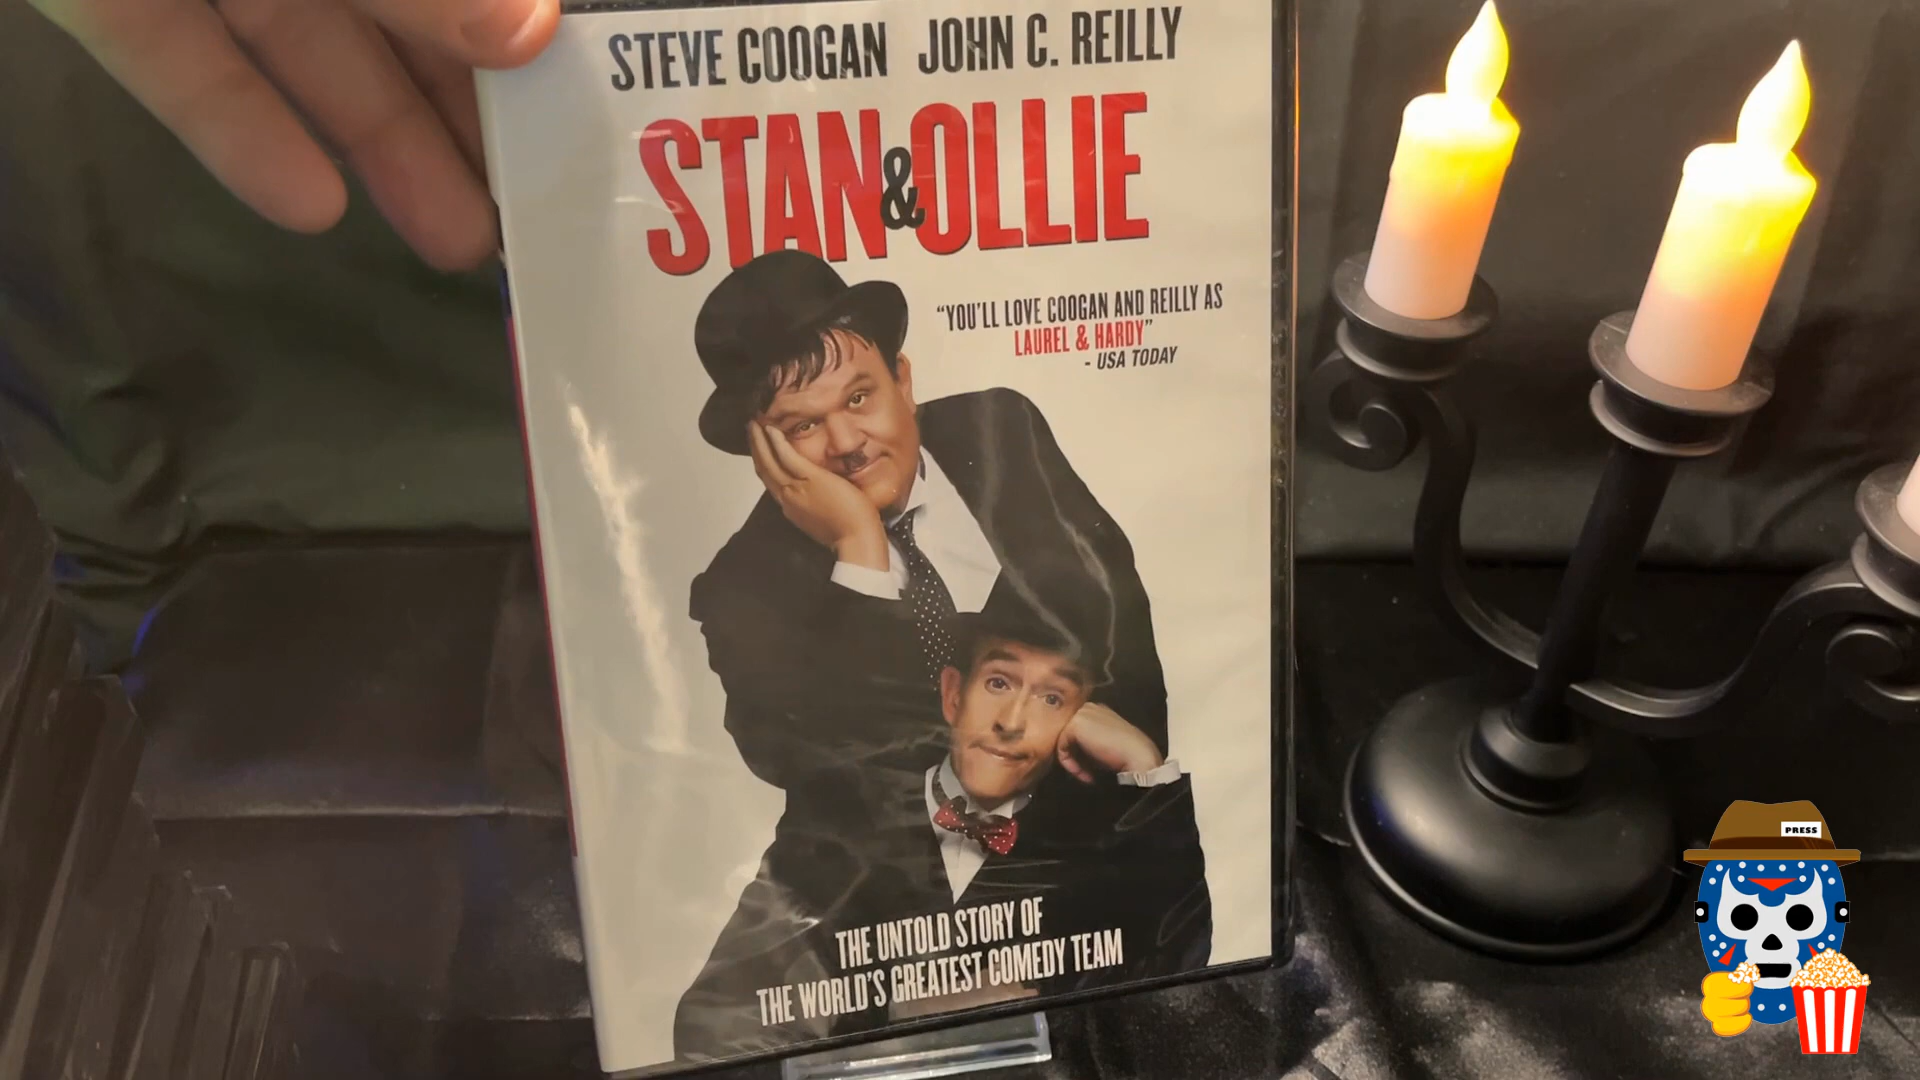 STEVE COOGAN JOHN C. REILLY
STAN & OLLIE
“YOU'LL LOVE COOGAN AND REILLY AS
LAUREL & HARDY”
- USA TODAY
THE UNTOLD STORY OF
THE WORLD'S GREATEST COMEDY TEAM
PRESS